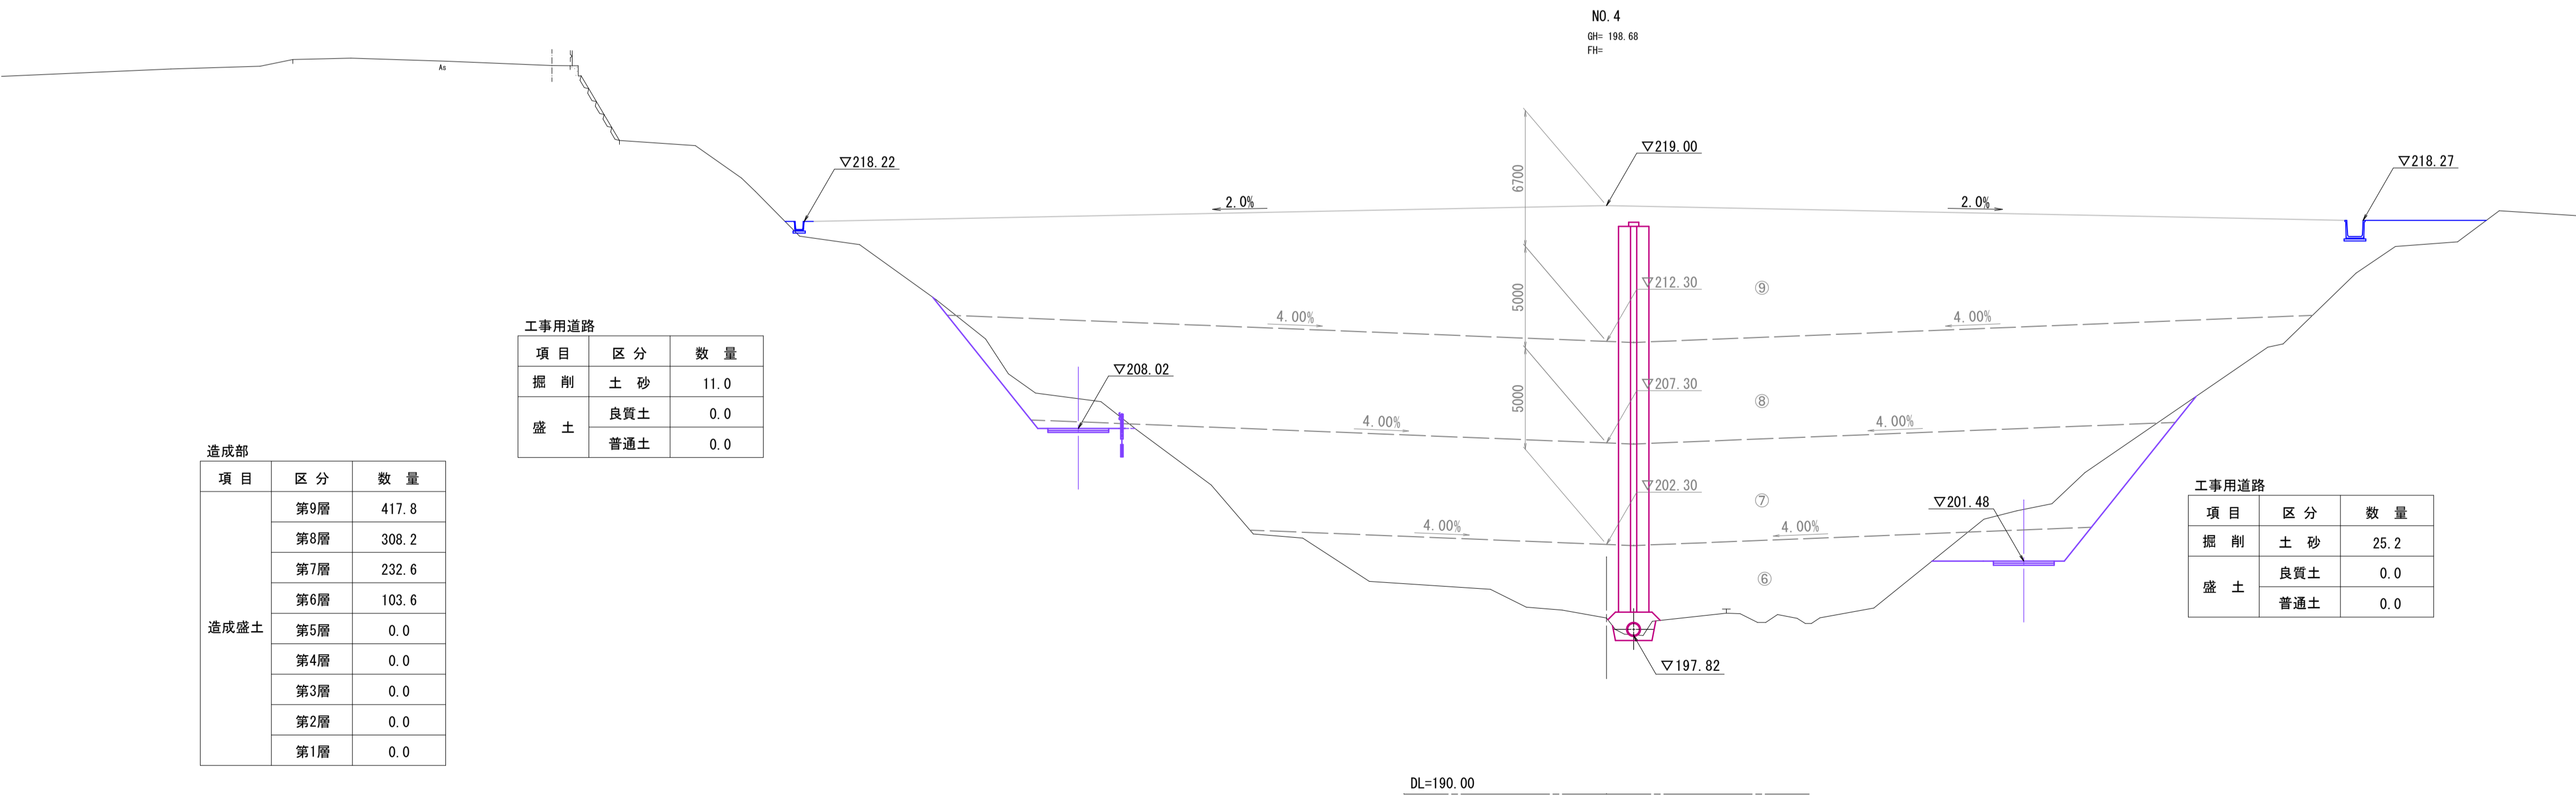 NO.4
GH= 198.68
FH=
As
▽218.22
▽219.00
▽218.27
2.0%
2.0%
6700
5000
5000
▽212.30
⑨
4.00%
4.00%
▽207.30
⑧
4.00%
4.00%
▽202.30
⑦
4.00%
4.00%
⑥
▽208.02
▽201.48
▽197.82
工事用道路
項 目 区 分 数 量
掘 削 土 砂 11.0
盛 土 良質土 0.0
普通土 0.0
造成部
項 目 区 分 数 量
造成盛土 第9層 417.8
第8層 308.2
第7層 232.6
第6層 103.6
第5層 0.0
第4層 0.0
第3層 0.0
第2層 0.0
第1層 0.0
工事用道路
項 目 区 分 数 量
掘 削 土 砂 25.2
盛 土 良質土 0.0
普通土 0.0
DL=190.00